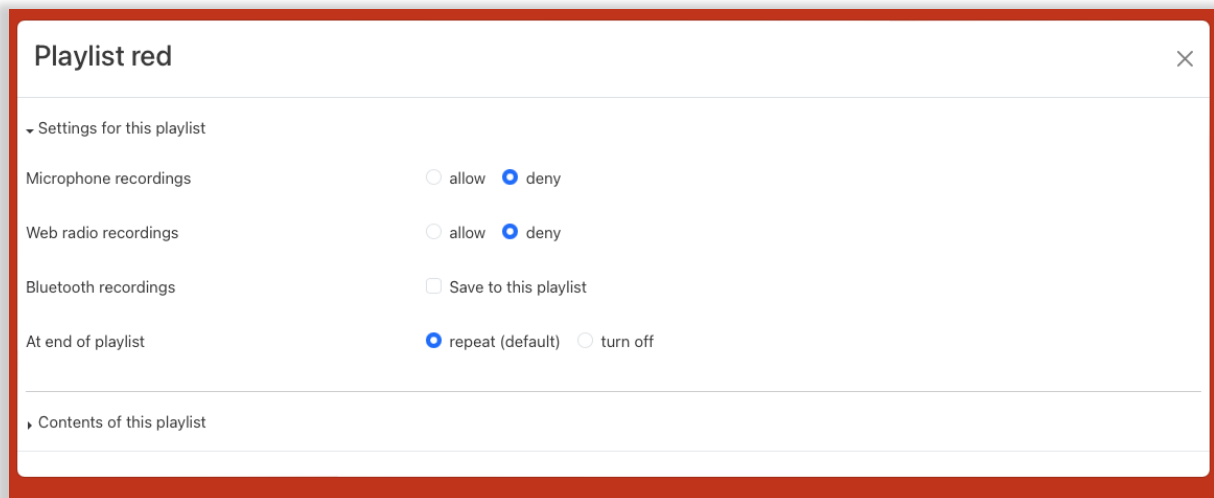 Playlist red
Settings for this playlist
Microphone recordings allow deny
Web radio recordings allow deny
Bluetooth recordings Save to this playlist
At end of playlist repeat (default) turn off
Contents of this playlist